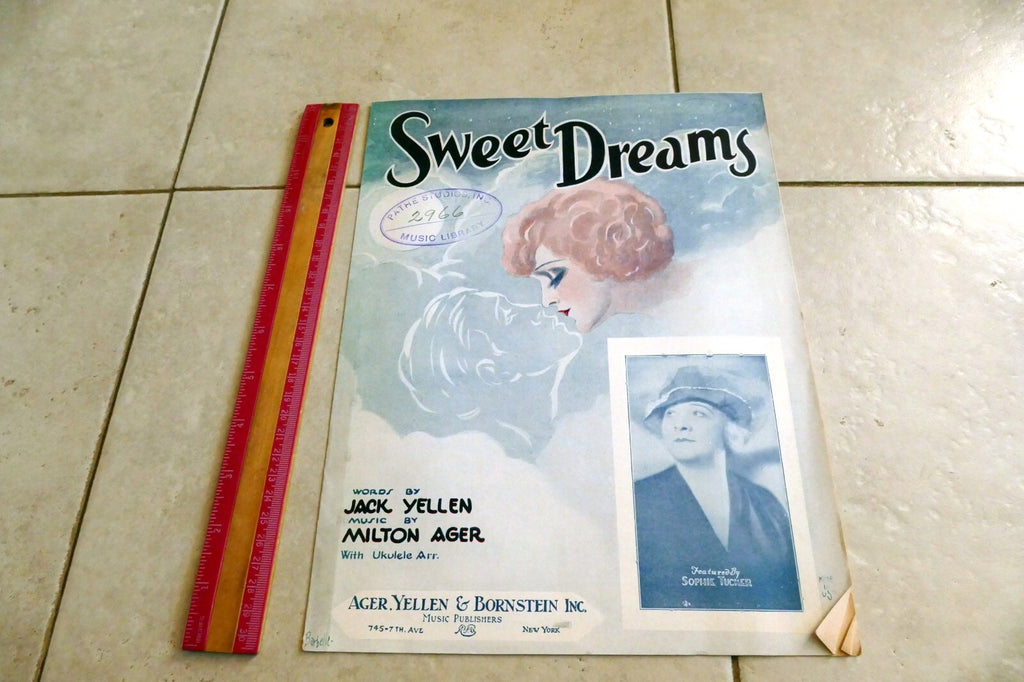 Sweet Dreams
PATHE STUDIOS, INC.
2966
MUSIC LIBRARY
WORDS BY
JACK YELLEN
MUSIC BY
MILTON AGER
With Ukulele Arr.
Featured By
SOPHIE TUCKER
AGER, YELLEN & BORNSTEIN INC.
MUSIC PUBLISHERS
745-7TH. AVE NEW YORK